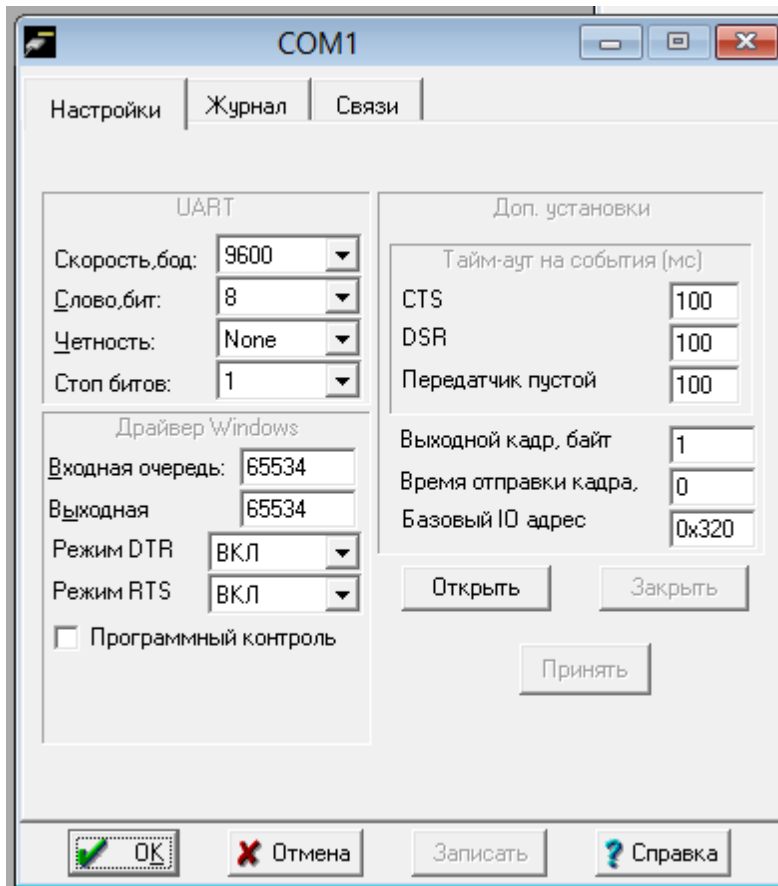 COM1
Настройки Журнал Связи
UART
Скорость,бод: 9600
Слово,бит: 8
Четность: None
Стоп битов: 1
Драйвер Windows
Входная очередь: 65534
Выходная 65534
Режим DTR ВКЛ
Режим RTS ВКЛ
Программный контроль
Доп. установки
Тайм-аут на события (мс)
CTS 100
DSR 100
Передатчик пустой 100
Выходной кадр, байт 1
Время отправки кадра, 0
Базовый IO адрес 0x320
Открыть Закрыть
Принять
OK Отмена Записать Справка